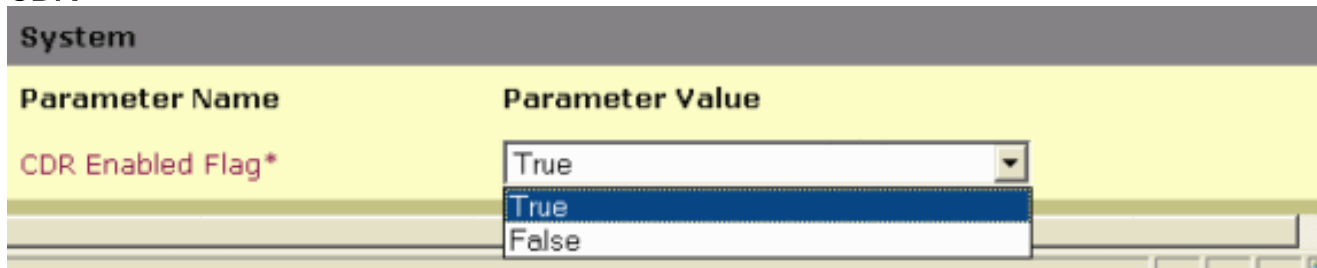 System
Parameter Name Parameter Value
CDR Enabled Flag* True
True
False